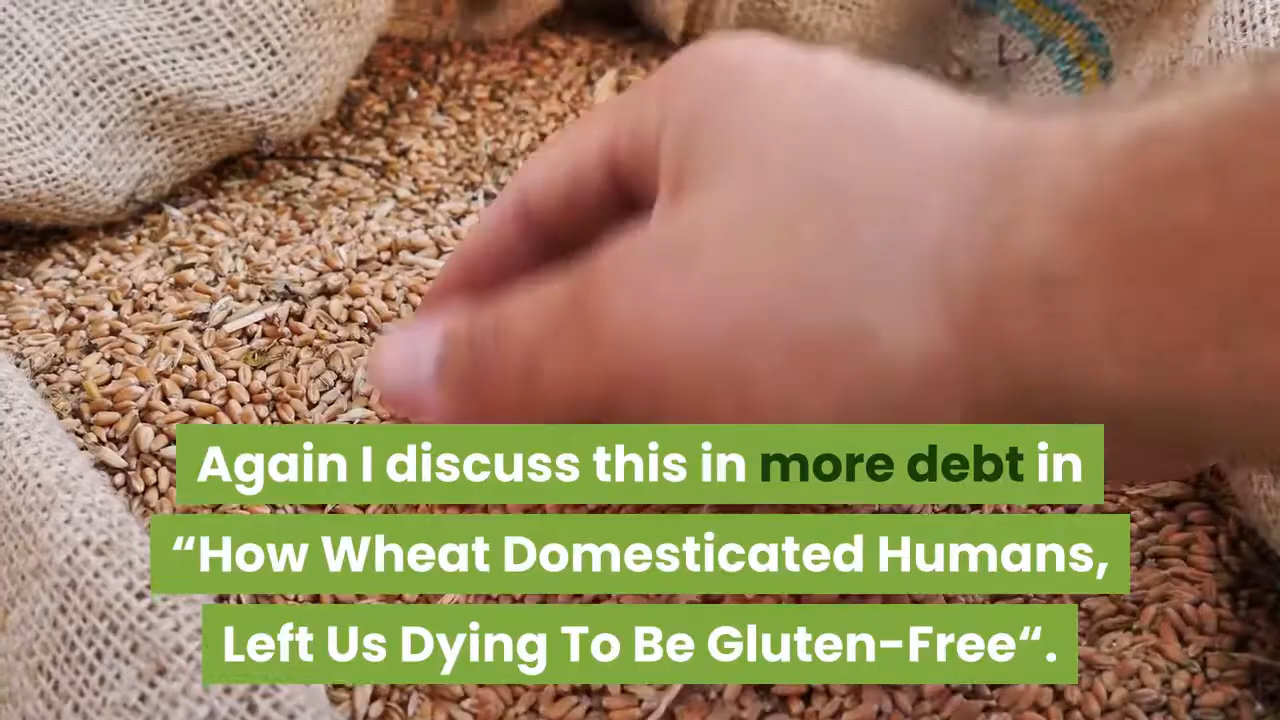 Again I discuss this in more debt in
“How Wheat Domesticated Humans,
Left Us Dying To Be Gluten-Free“.